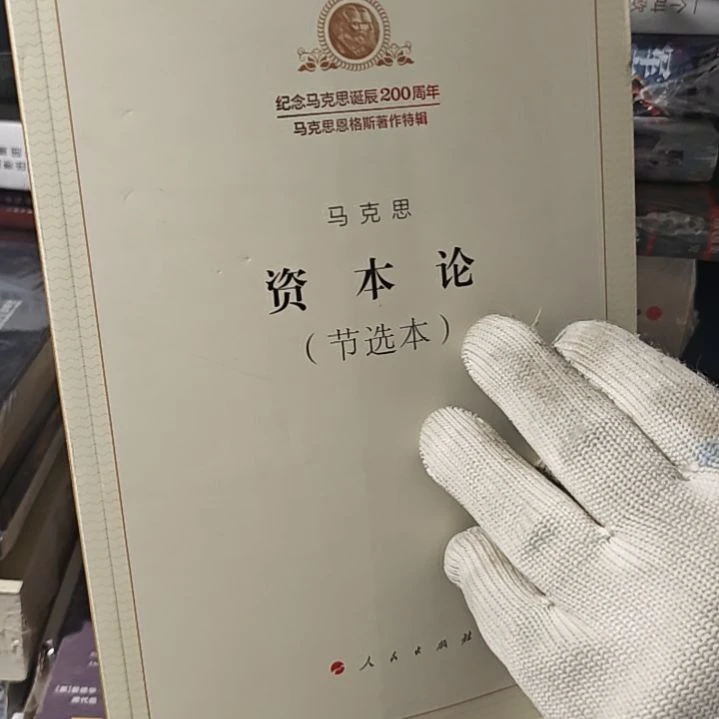 纪念马克思诞辰200周年
马克思恩格斯著作特辑
马克思
资本论
（节选本）
人民出版社